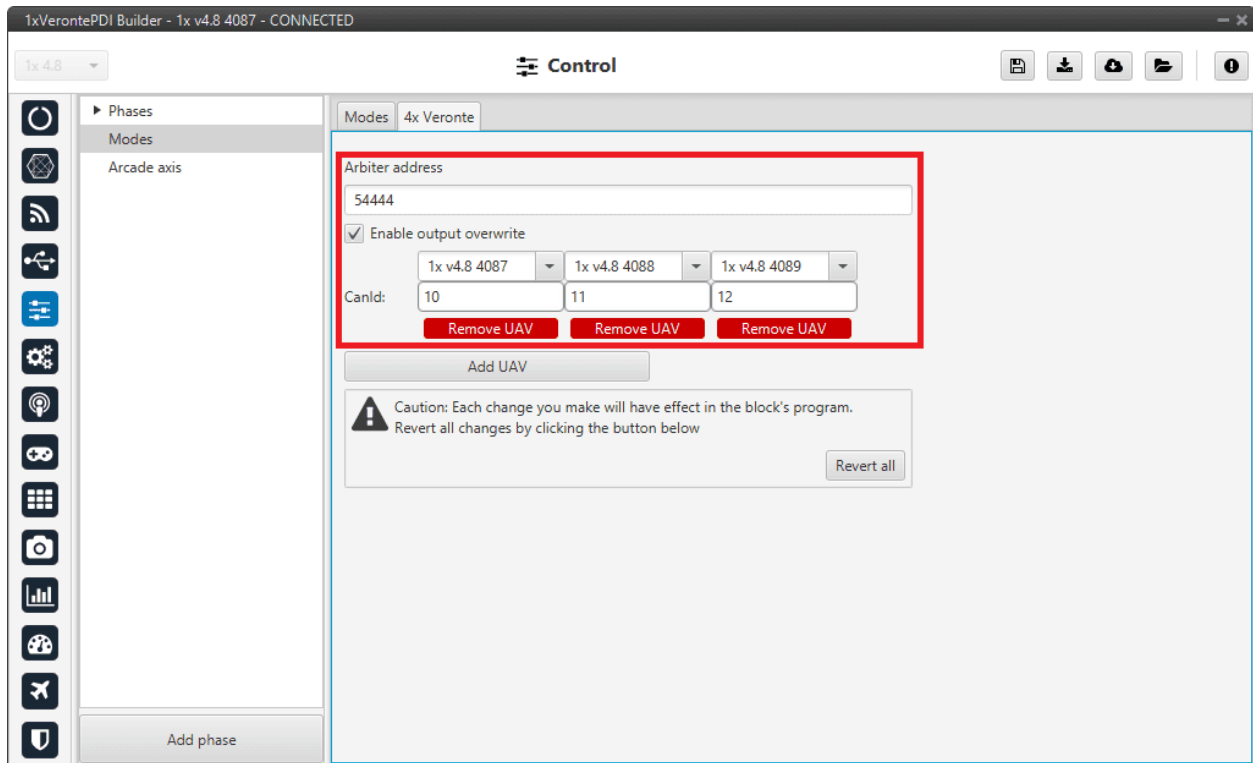 1xVerontePDI Builder - 1x v4.8 4087 - CONNECTED
1x 4.8
Control
Phases
Modes
Arcade axis
Add phase
Modes 4x Veronte
Arbiter address
54444
Enable output overwrite
1x v4.8 4087 1x v4.8 4088 1x v4.8 4089
CanId: 10 11 12
Remove UAV Remove UAV Remove UAV
Add UAV
Caution: Each change you make will have effect in the block's program.
Revert all changes by clicking the button below
Revert all